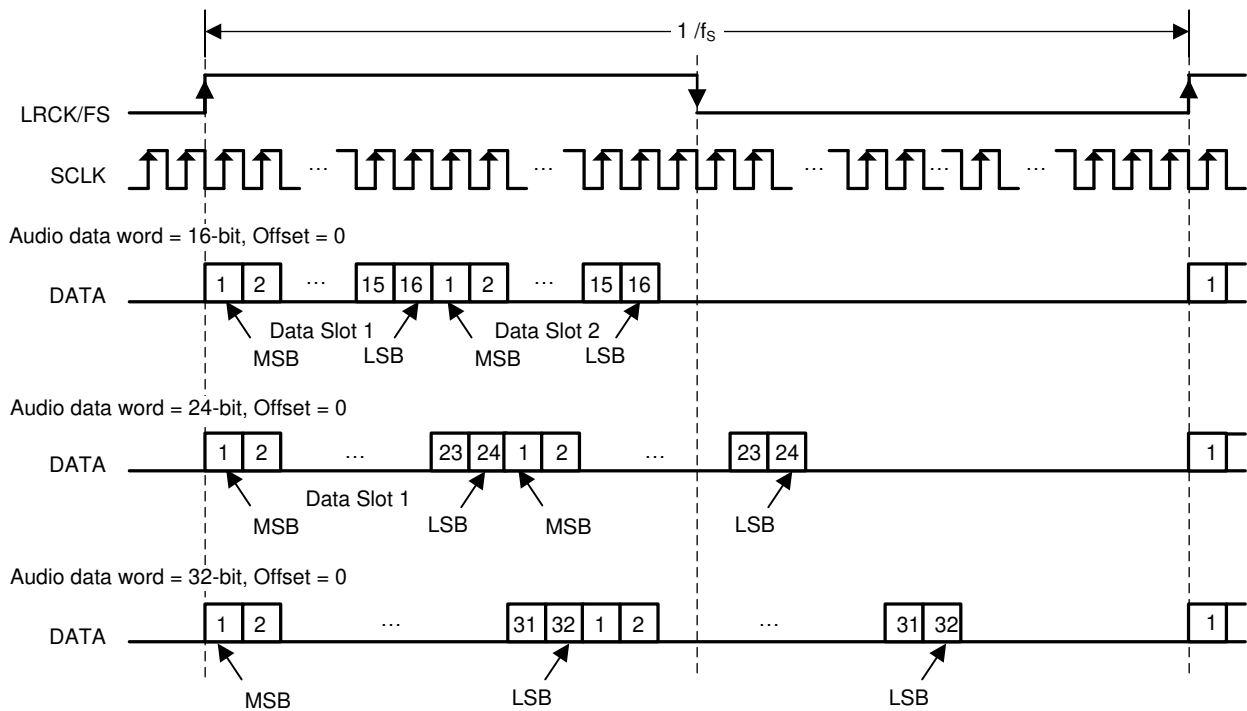 1 /fS
LRCK/FS
SCLK … … … … …
Audio data word = 16-bit, Offset = 0
DATA 1 2 … 15 16 1 2 … 15 16 1
Data Slot 1 Data Slot 2
MSB LSB MSB LSB
Audio data word = 24-bit, Offset = 0
DATA 1 2 … 23 24 1 2 … 23 24 1
Data Slot 1
MSB LSB MSB LSB
Audio data word = 32-bit, Offset = 0
DATA 1 2 … 31 32 1 2 … 31 32 1
MSB LSB LSB